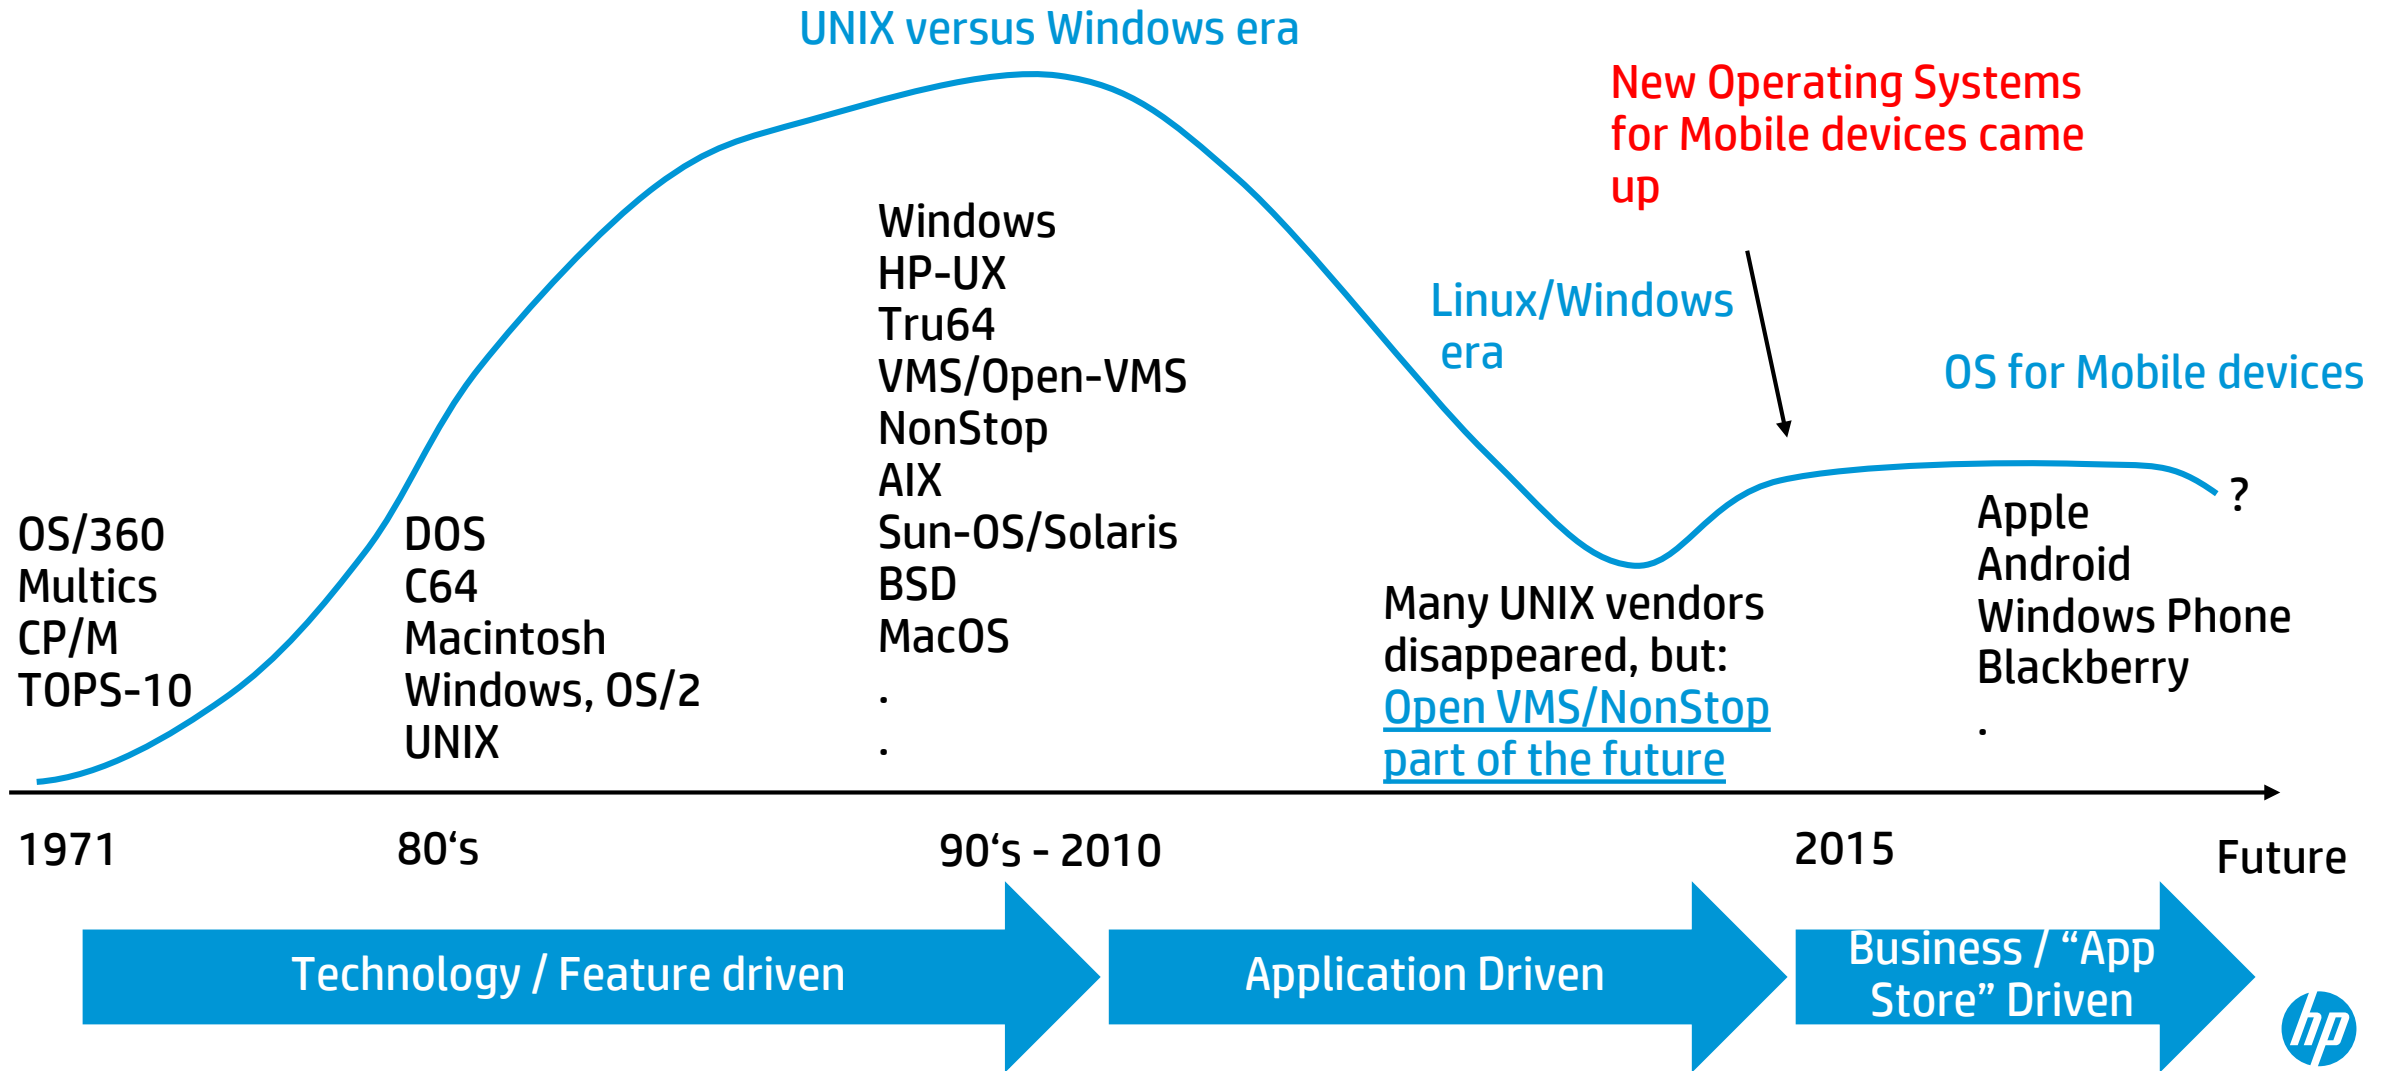 UNIX versus Windows era
New Operating Systems
for Mobile devices came
up
Linux/Windows
era
OS for Mobile devices
OS/360
Multics
CP/M
TOPS-10
DOS
C64
Macintosh
Windows, OS/2
UNIX
Windows
HP-UX
Tru64
VMS/Open-VMS
NonStop
AIX
Sun-OS/Solaris
BSD
MacOS
.
.
Many UNIX vendors
disappeared, but:
Open VMS/NonStop
part of the future
?
Apple
Android
Windows Phone
Blackberry
.
1971
80‘s
90‘s - 2010
2015
Future
Technology / Feature driven
Application Driven
Business / “App
Store” Driven
hp